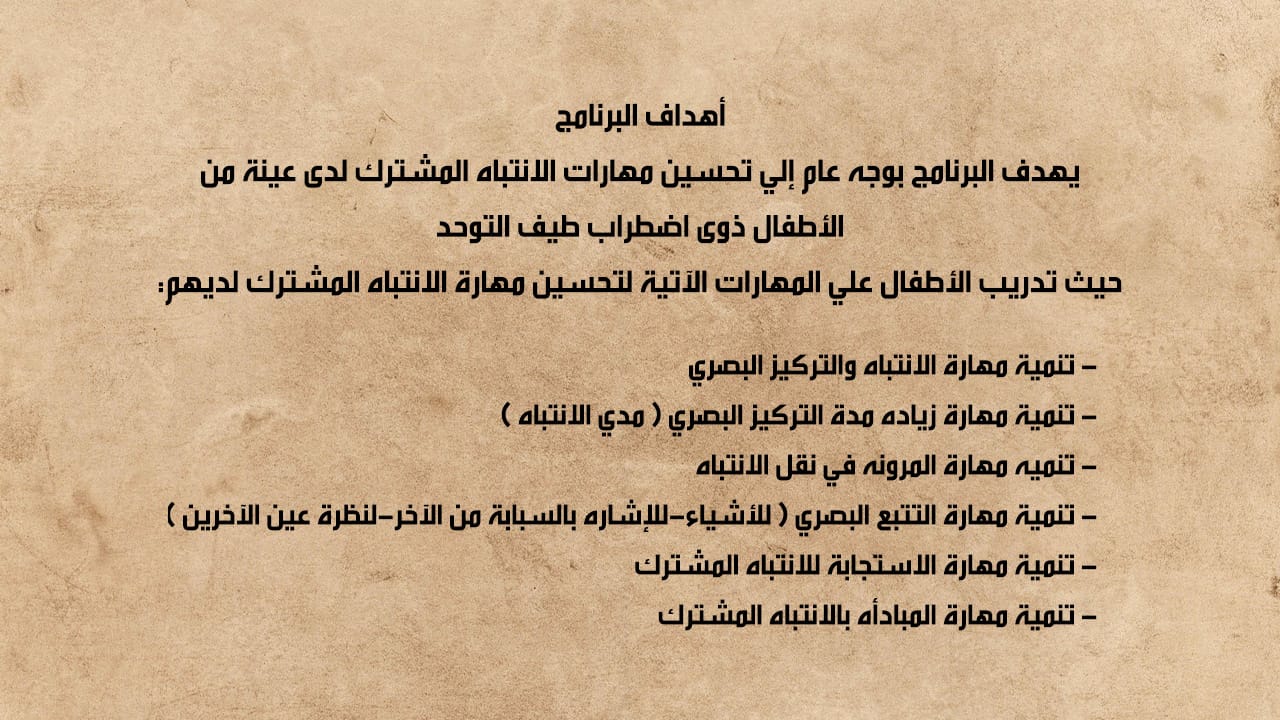 أهداف البرنامج
يهدف البرنامج بوجه عام إلي تحسين مهارات الانتباه المشترك لدى عينة من
الأطفال ذوى اضطراب طيف التوحد
حيث تدريب الأطفال علي المهارات الآتية لتحسين مهارة الانتباه المشترك لديهم:
– تنمية مهارة الانتباه والتركيز البصري
– تنمية مهارة زياده مدة التركيز البصري ( مدي الانتباه )
– تنميه مهارة المرونه في نقل الانتباه
– تنمية مهارة التتبع البصري ( للأشياء–للإشاره بالسبابة من الآخر–لنظرة عين الآخرين )
– تنمية مهارة الاستجابة للانتباه المشترك
– تنمية مهارة المبادأه بالانتباه المشترك